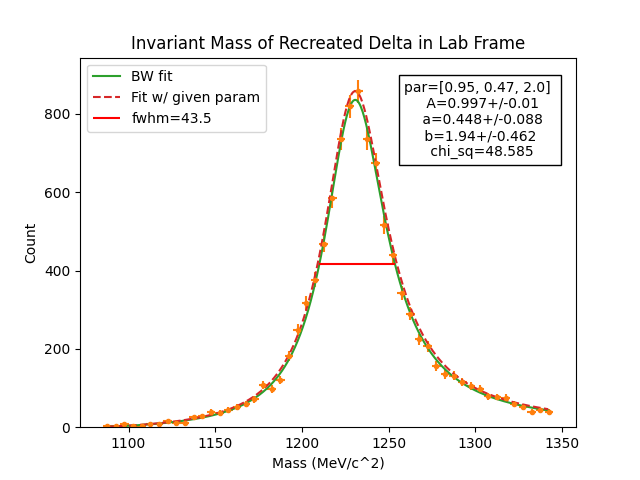 Invariant Mass of Recreated Delta in Lab Frame
BW fit
Fit w/ given param
fwhm=43.5
par=[0.95, 0.47, 2.0]
A=0.997+/-0.01
a=0.448+/-0.088
b=1.94+/-0.462
chi_sq=48.585
Count
800
600
400
200
0
1100 1150 1200 1250 1300 1350
Mass (MeV/c^2)